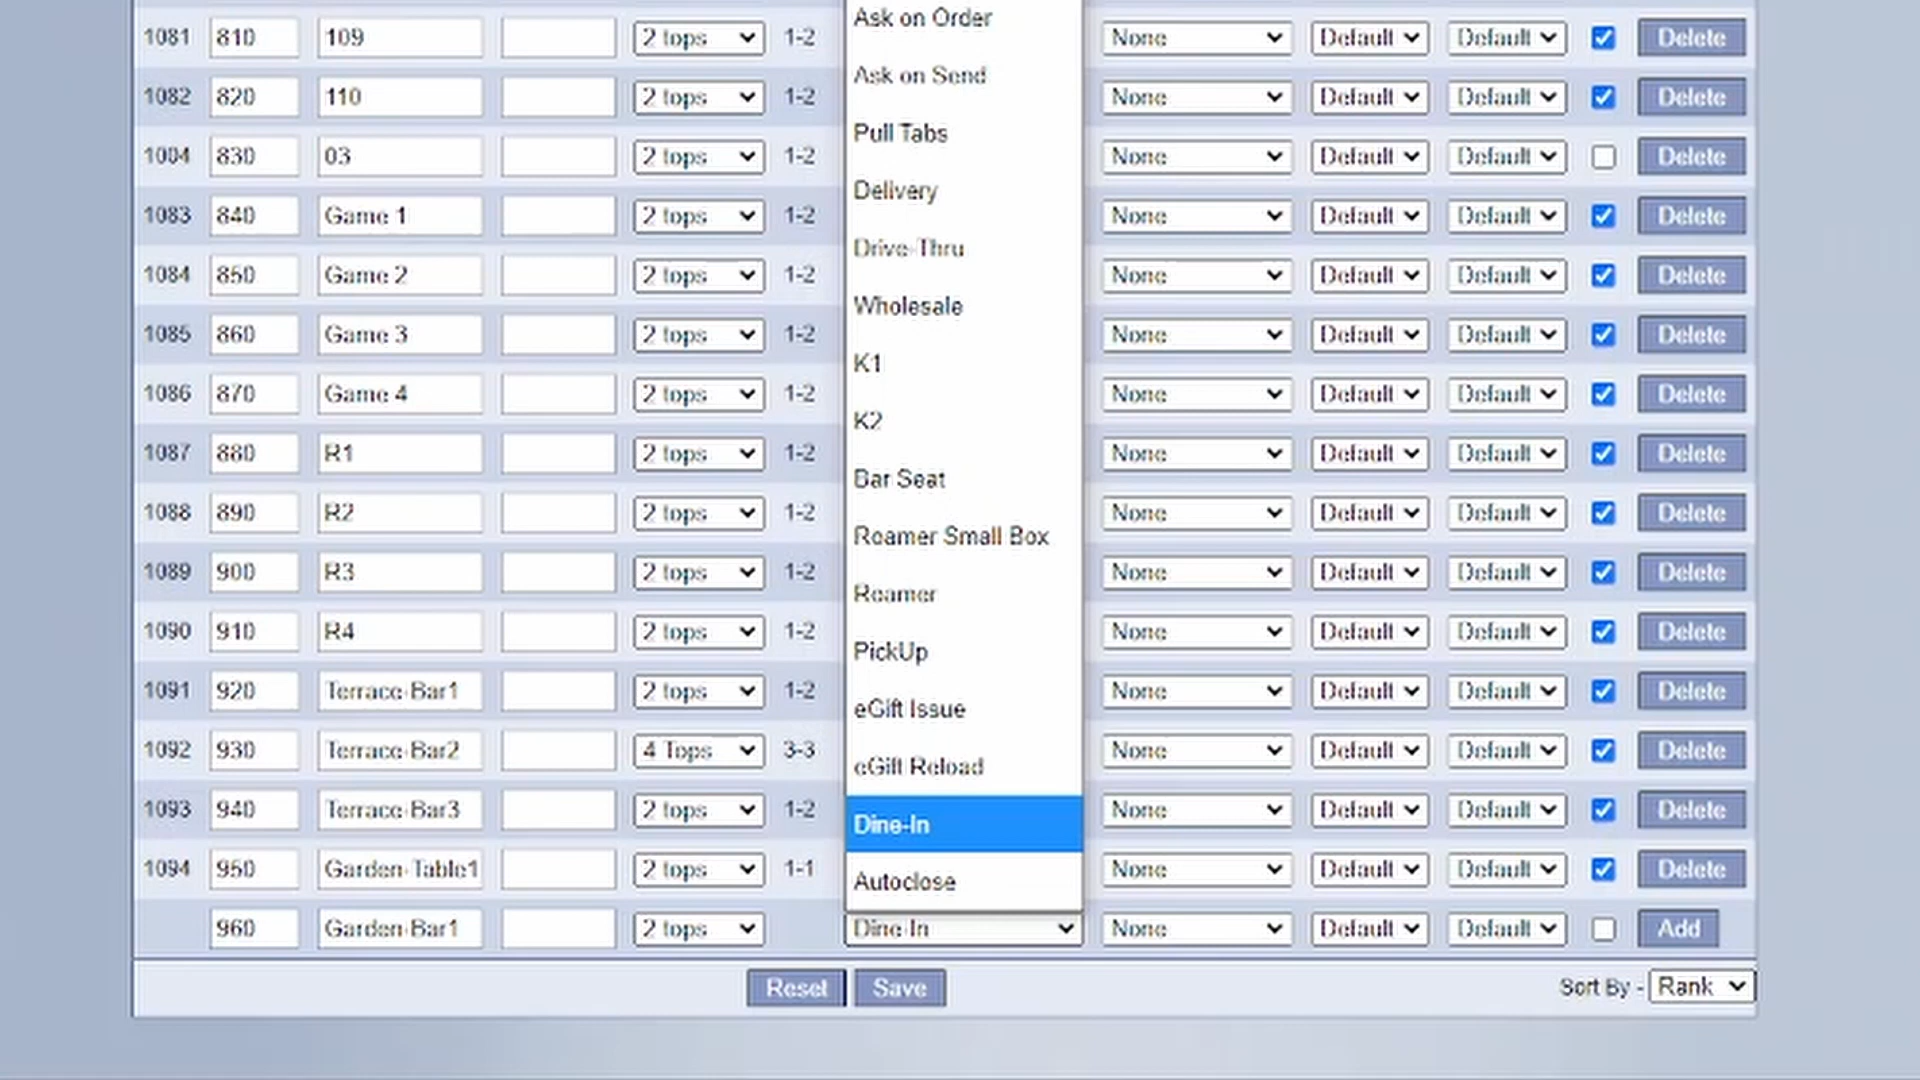 Ask on Order
1081 810 109 2 tops 1-2 None Default Default Delete
Ask on Send
1082 820 110 2 tops 1-2 None Default Default Delete
Pull Tabs
1004 830 03 2 tops 1-2 None Default Default Delete
Delivery
1083 840 Game 1 2 tops 1-2 None Default Default Delete
Drive-Thru
1084 850 Game 2 2 tops 1-2 None Default Default Delete
Wholesale
1085 860 Game 3 2 tops 1-2 None Default Default Delete
K1
1086 870 Game 4 2 tops 1-2 None Default Default Delete
K2
1087 880 R1 2 tops 1-2 None Default Default Delete
Bar Seat
1088 890 R2 2 tops 1-2 None Default Default Delete
Roamer Small Box
1089 900 R3 2 tops 1-2 None Default Default Delete
Roamer
1090 910 R4 2 tops 1-2 None Default Default Delete
PickUp
1091 920 Terrace-Bar1 2 tops 1-2 None Default Default Delete
eGift Issue
1092 930 Terrace-Bar2 4 Tops 3-3 None Default Default Delete
eGift Reload
1093 940 Terrace-Bar3 2 tops 1-2 None Default Default Delete
Dine-In
1094 950 Garden-Table1 2 tops 1-1 None Default Default Delete
Autoclose
960 Garden-Bar1 2 tops Dine-In None Default Default Add
Reset Save Sort By - Rank